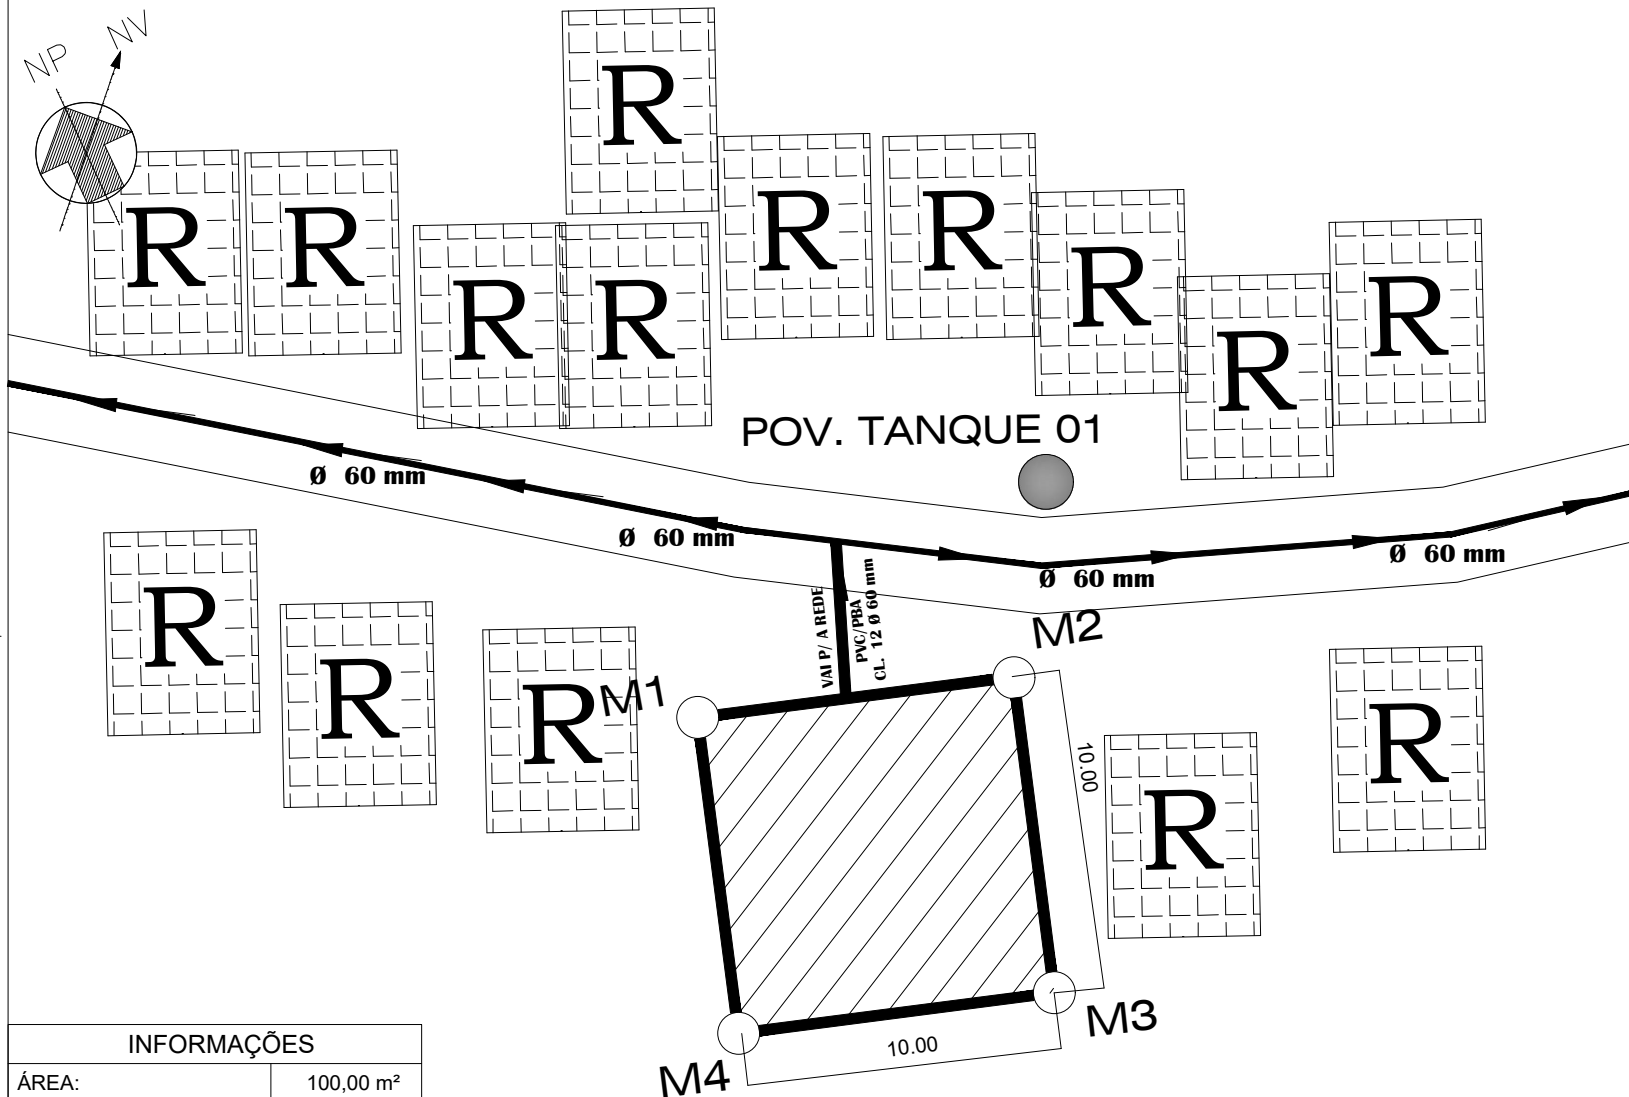 NP
NV
R
R
R
R
R
R
R
R
R
R
POV. TANQUE 01
Ø 60 mm
Ø 60 mm
Ø 60 mm
Ø 60 mm
VAI P/ A REDE
PVC/PBA
CL. 12 Ø 60 mm
R
R
R
R
R
M1
M2
10.00
M3
10.00
M4
INFORMAÇÕES
ÁREA: 100,00 m²